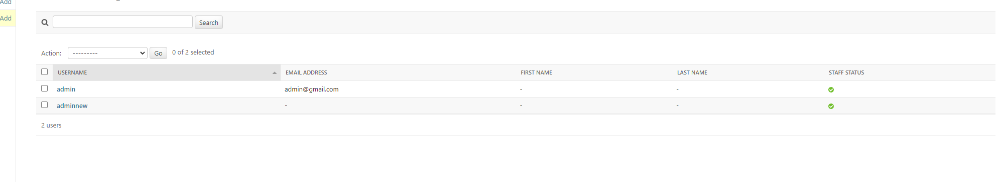 Add
Add
Search
Action: --------- Go 0 of 2 selected
USERNAME EMAIL ADDRESS FIRST NAME LAST NAME STAFF STATUS
admin admin@gmail.com - -
adminnew - - -
2 users